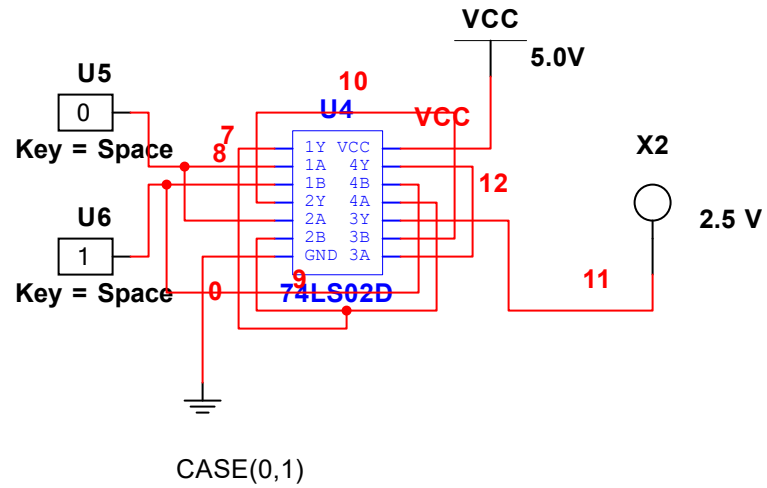 VCC
5.0V
10
U5
U4
VCC
0
7
Key = Space
8
X2
1Y VCC
1A 4Y
1B 4B
12
2Y 4A
U6
2A 3Y
2.5 V
2B 3B
1
GND 3A
9
11
Key = Space
0
74LS02D
CASE(0,1)